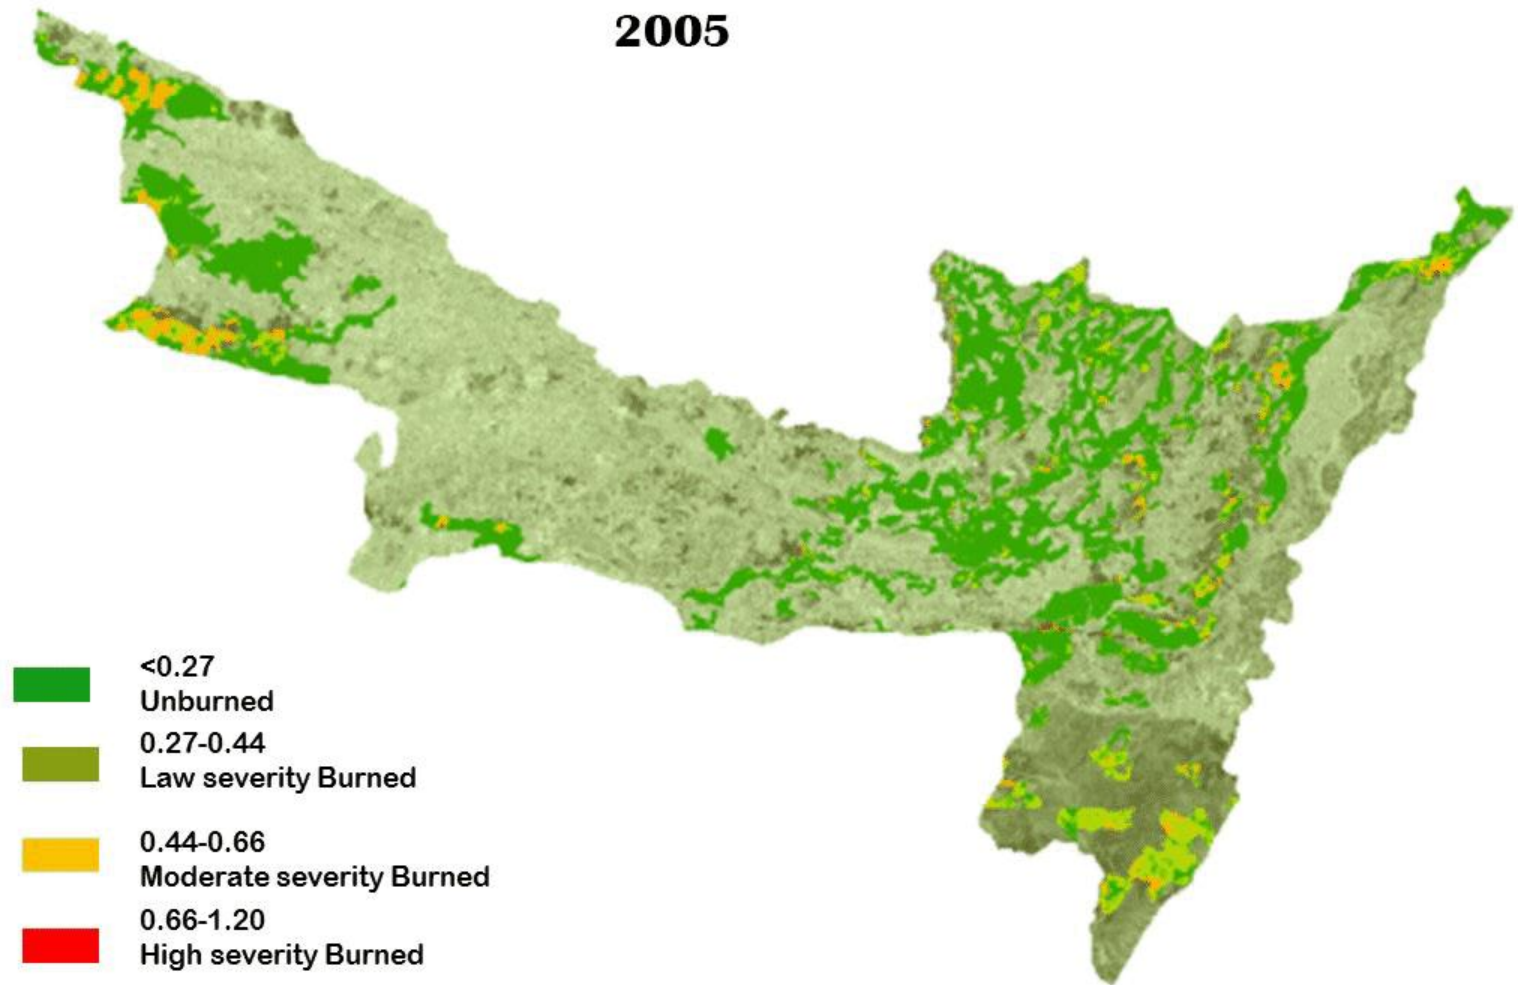 2005
<0.27
Unburned
0.27-0.44
Law severity Burned
0.44-0.66
Moderate severity Burned
0.66-1.20
High severity Burned